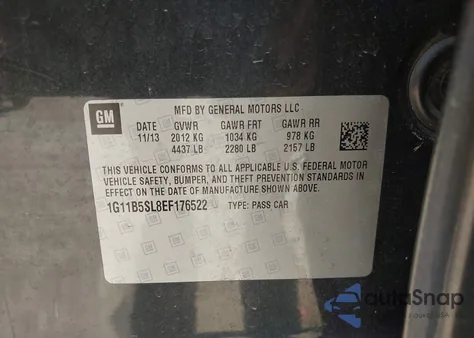 GM
MFD BY GENERAL MOTORS LLC
DATE GVWR GAWR FRT GAWR RR
11/13 2012 KG 1034 KG 978 KG
4437 LB 2280 LB 2157 LB
THIS VEHICLE CONFORMS TO ALL APPLICABLE U.S. FEDERAL MOTOR
VEHICLE SAFETY, BUMPER, AND THEFT PREVENTION STANDARDS IN
EFFECT ON THE DATE OF MANUFACTURE SHOWN ABOVE.
1G11B5SL8EF176522 TYPE: PASS CAR
autoSnap